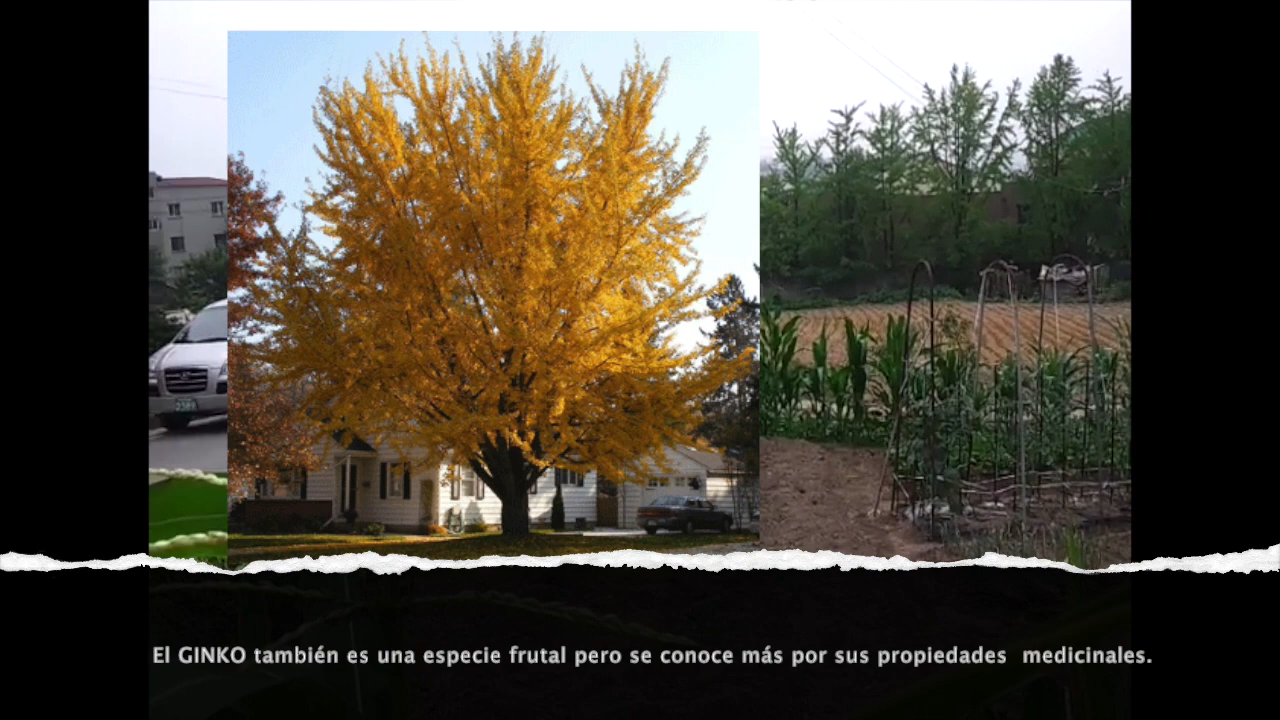 El GINKO también es una especie frutal pero se conoce más por sus propiedades  medicinales.